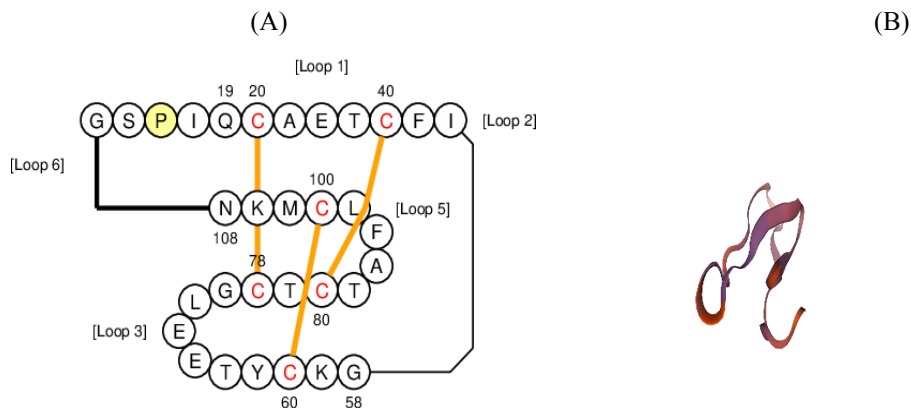 (A) (B)
[Loop 1]
19 20 40
G S P I Q C A E T C F I [Loop 2]
[Loop 6]
100
N K M C L [Loop 5]
108
F
78
A
G C T C T
L
80
[Loop 3] E
E
T Y C K G
60 58